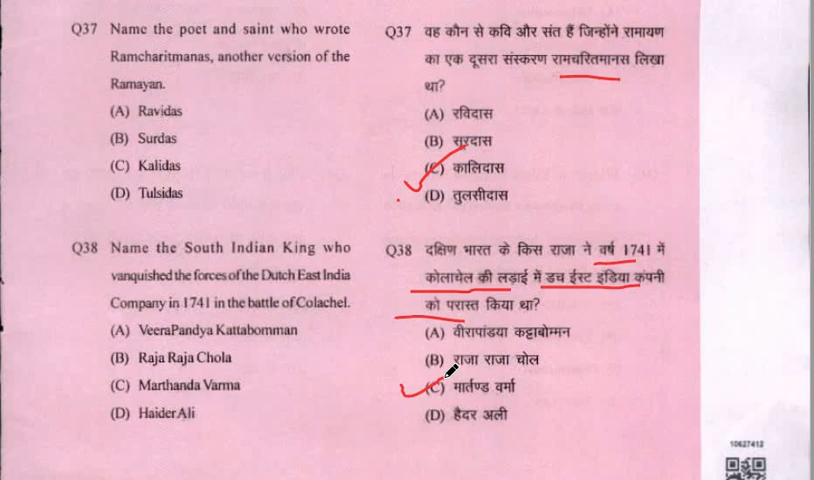 Q37 Name the poet and saint who wrote
Ramcharitmanas, another version of the
Ramayan.
(A) Ravidas
(B) Surdas
(C) Kalidas
(D) Tulsidas
Q38 Name the South Indian King who
vanquished the forces of the Dutch East India
Company in 1741 in the battle of Colachel.
(A) VeeraPandya Kattabomman
(B) Raja Raja Chola
(C) Marthanda Varma
(D) Haider Ali
Q37 वह कौन से कवि और संत हैं जिन्होंने रामायण
का एक दूसरा संस्करण रामचरितमानस लिखा
था?
(A) रविदास
(B) सूरदास
(C) कालिदास
(D) तुलसीदास
Q38 दक्षिण भारत के किस राजा ने वर्ष 1741 में
कोलाचेल की लड़ाई में डच ईस्ट इंडिया कंपनी
को परास्त किया था?
(A) वीरापांडया कट्टाबोम्मन
(B) राजा राजा चोल
(C) मार्तण्ड वर्मा
(D) हैदर अली
10627412